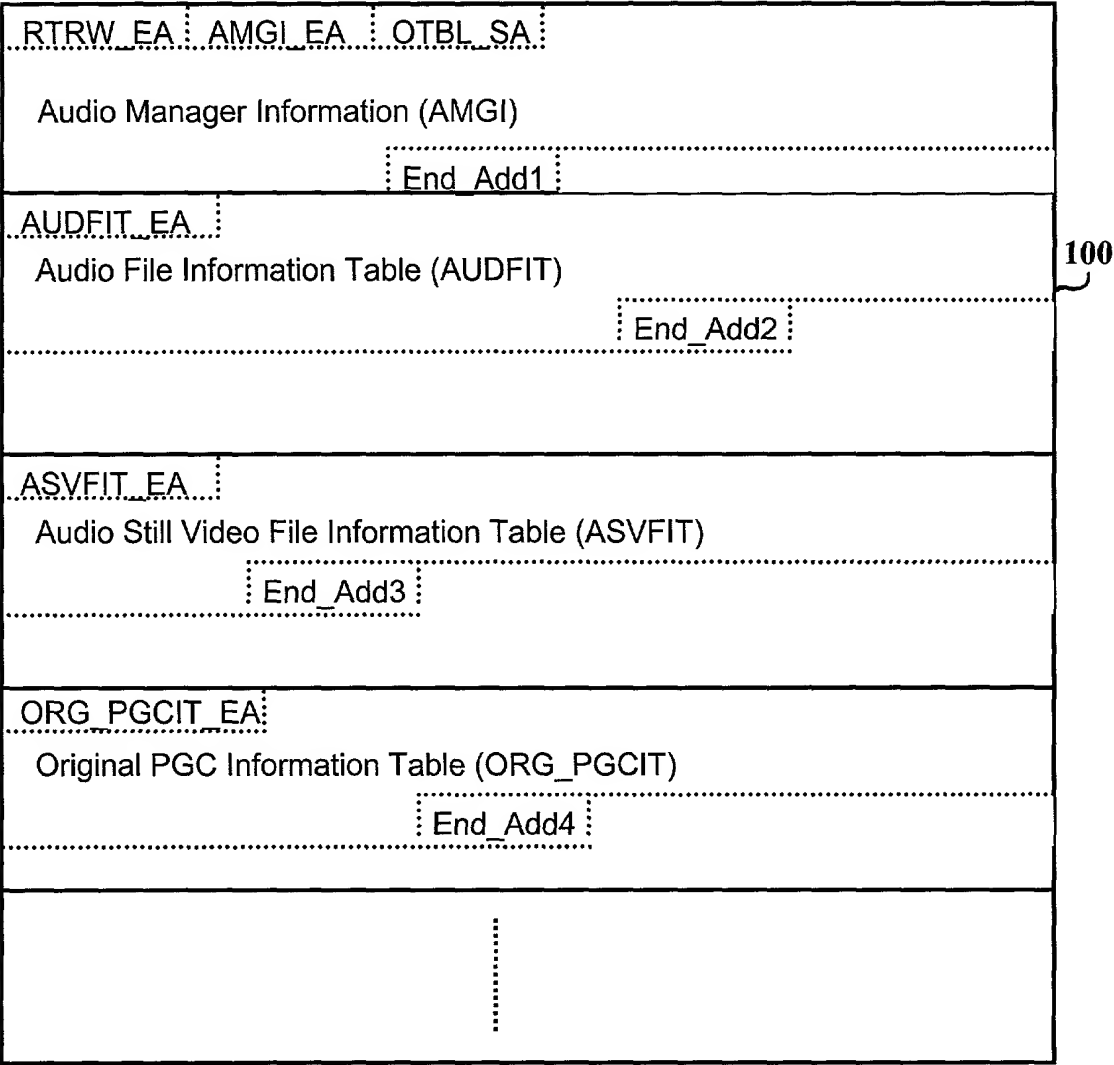 RTRW_EA AMGI_EA OTBL_SA
Audio Manager Information (AMGI)
End_Add1
AUDFIT_EA
Audio File Information Table (AUDFIT)
100
End_Add2
ASVFIT_EA
Audio Still Video File Information Table (ASVFIT)
End_Add3
ORG_PGCIT_EA
Original PGC Information Table (ORG_PGCIT)
End_Add4